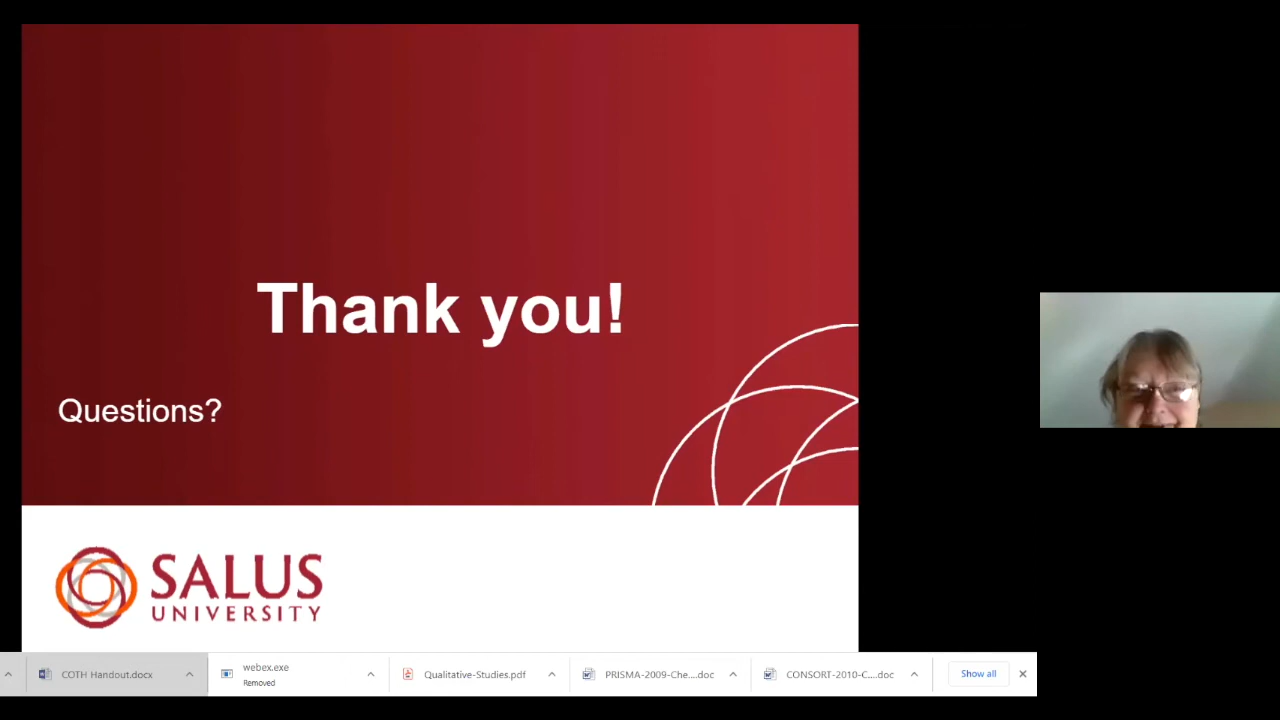 Thank you!
Questions?
SALUS
UNIVERSITY
COTH Handout.docx
webex.exe
Removed
Qualitative-Studies.pdf
PRISMA-2009-Che....doc
CONSORT-2010-C....doc
Show all